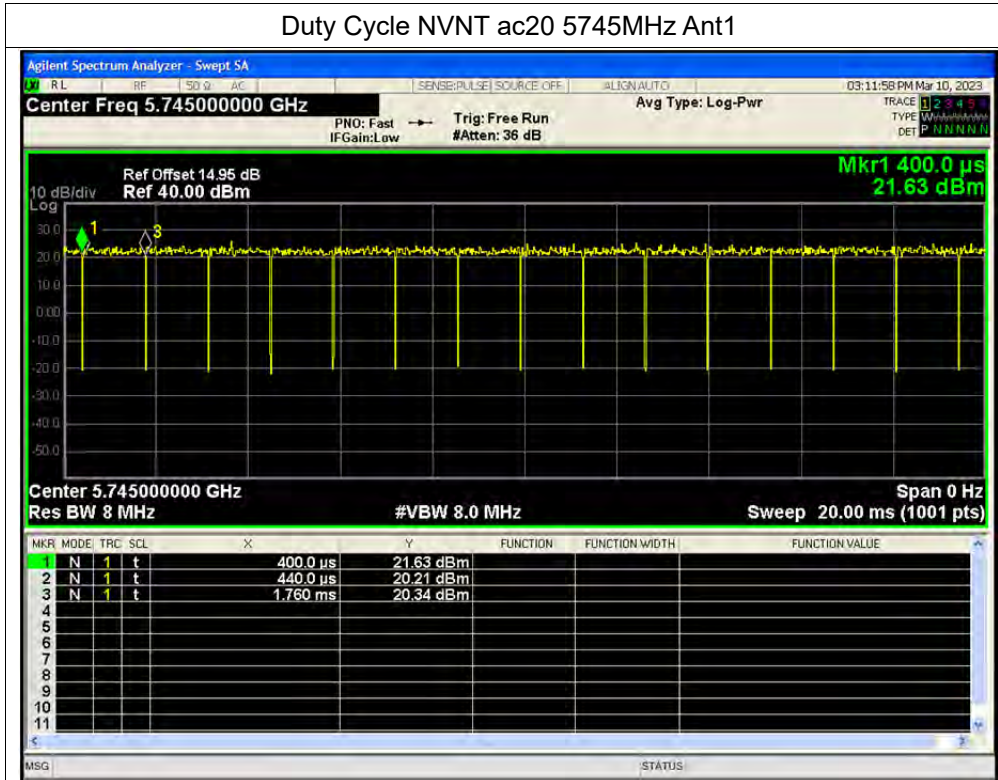 Duty Cycle NVNT ac20 5745MHz Ant1
Agilent Spectrum Analyzer - Swept SA
RL RF 50 Ω AC SENSE:PULSE SOURCE OFF ALIGNAUTO 03:11:58 PM Mar 10, 2023
Center Freq 5.745000000 GHz Avg Type: Log-Pwr TRACE 1 2 3 4 5 6
PNO: Fast Trig: Free Run TYPE W
IFGain:Low #Atten: 36 dB DET P N N N N N
Mkr1 400.0 µs
Ref Offset 14.95 dB 21.63 dBm
10 dB/div Ref 40.00 dBm
Log
30.0
1
3
20.0
10.0
0.00
-10.0
-20.0
-30.0
-40.0
-50.0
Center 5.745000000 GHz Span 0 Hz
Res BW 8 MHz #VBW 8.0 MHz Sweep 20.00 ms (1001 pts)
MKR MODE TRC SCL X Y FUNCTION FUNCTION WIDTH FUNCTION VALUE
1 N 1 t 400.0 µs 21.63 dBm
2 N 1 t 440.0 µs 20.21 dBm
3 N 1 t 1.760 ms 20.34 dBm
4
5
6
7
8
9
10
11
MSG STATUS